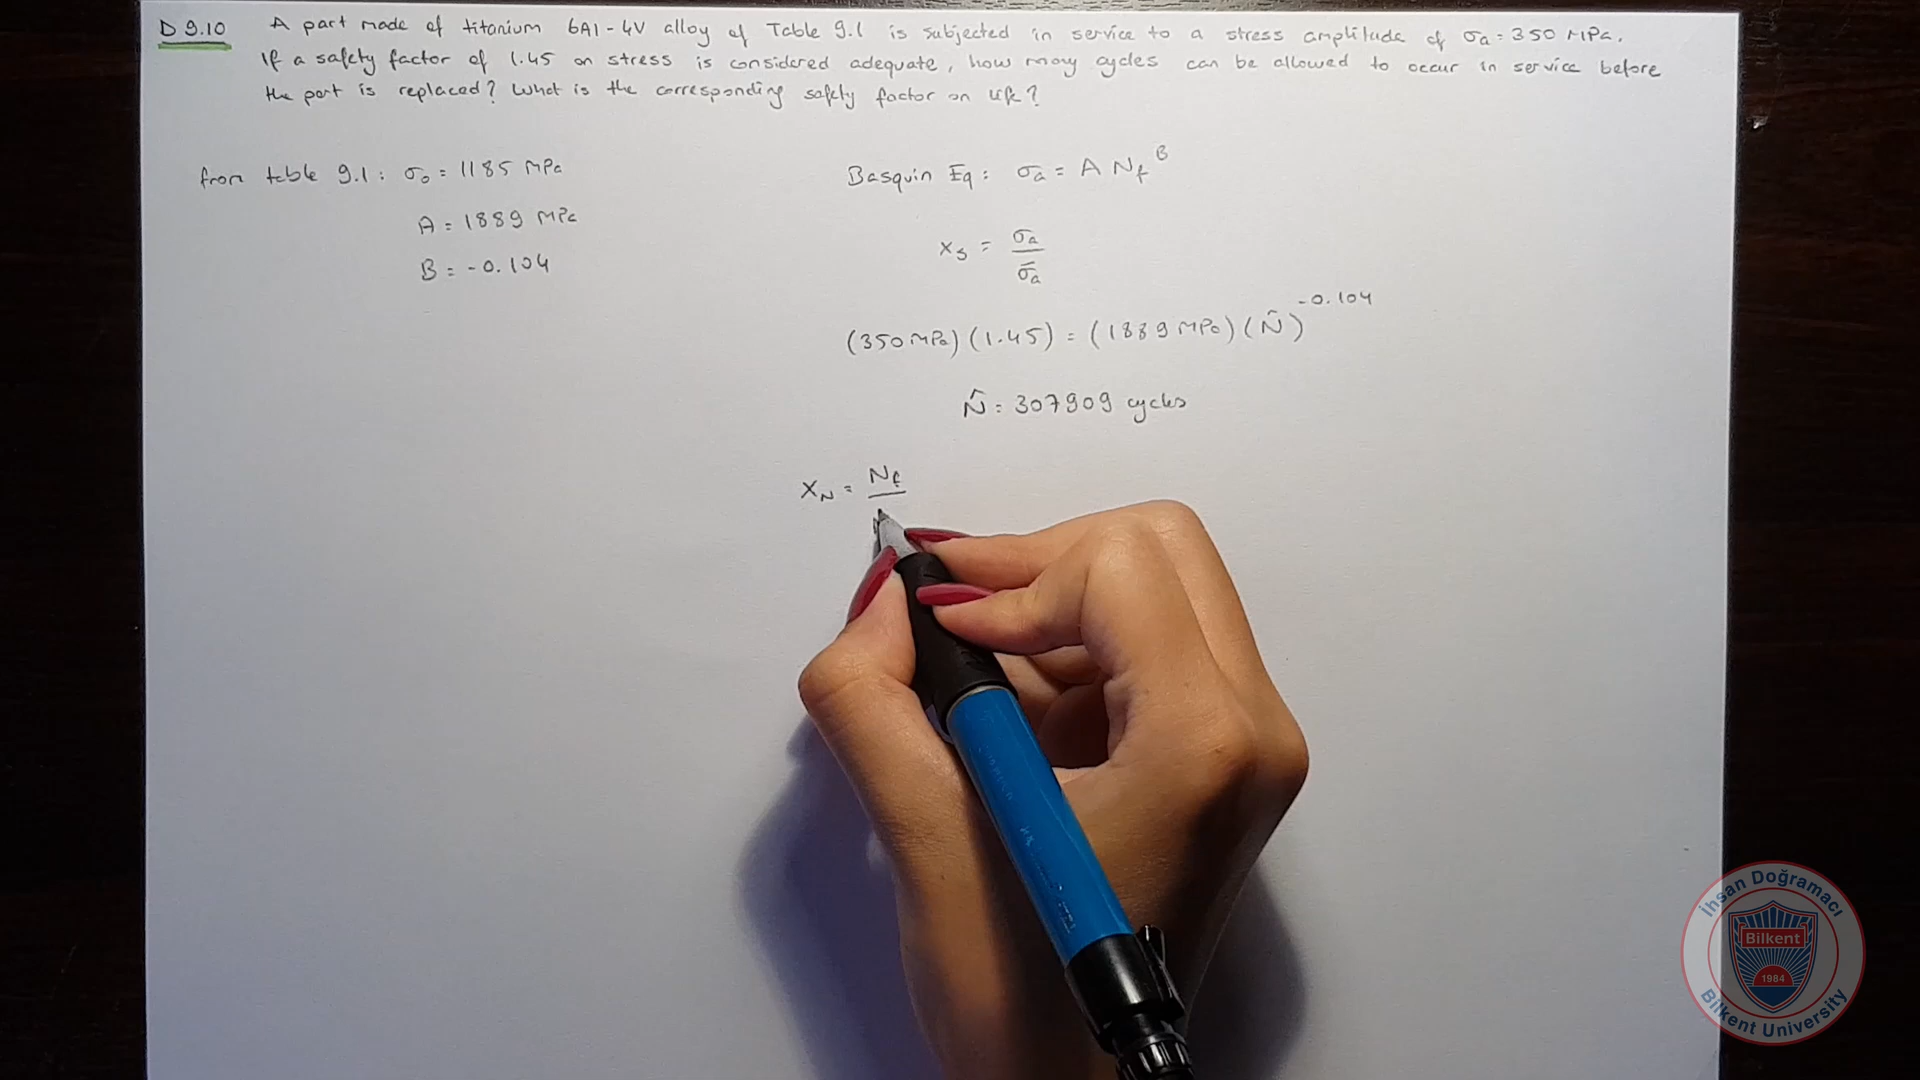 D 9.10 A part made of titanium 6Al-4V alloy of Table 9.1 is subjected in service to a stress amplitude of σa = 350 MPa.
If a safety factor of 1.45 on stress is considered adequate, how many cycles can be allowed to occur in service before
the part is replaced? What is the corresponding safety factor on life?
from table 9.1: σo = 1185 MPa
A = 1889 MPa
B = -0.104
Basquin Eq: σa = A Nf^B
Xs = σa / σ̂a
(350 MPa)(1.45) = (1889 MPa)(N̂)^-0.104
N̂ = 307909 cycles
XN = Nf /
İhsan Doğramacı
Bilkent
1984
Bilkent University